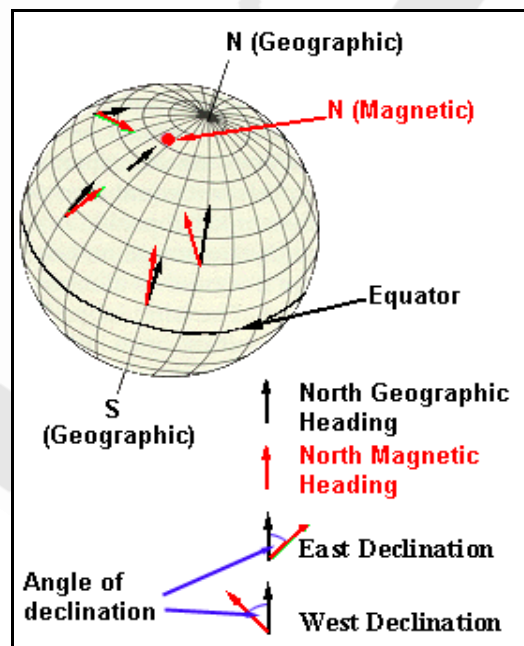 N (Geographic)
N (Magnetic)
Equator
S
(Geographic)
North Geographic
Heading
North Magnetic
Heading
East Declination
Angle of
declination
West Declination